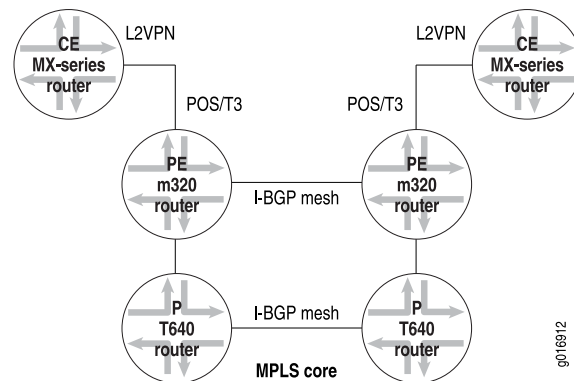 L2VPN
L2VPN
CE
MX-series
router
CE
MX-series
router
POS/T3
POS/T3
PE
m320
router
PE
m320
router
I-BGP mesh
P
T640
router
I-BGP mesh
P
T640
router
MPLS core
g016912